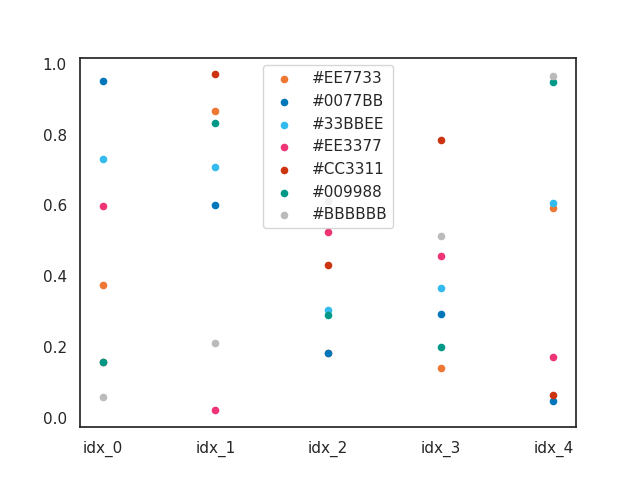 1.0
0.8
0.6
0.4
0.2
0.0
idx_0
idx_1
idx_2
idx_3
idx_4
#EE7733
#0077BB
#33BBEE
#EE3377
#CC3311
#009988
#BBBBBB